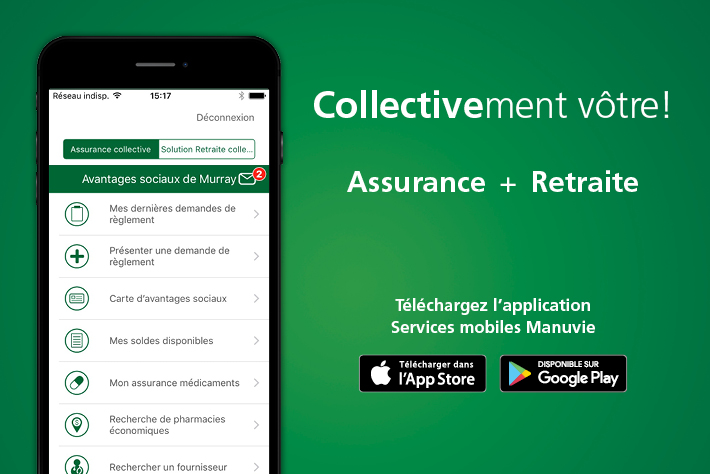 Réseau indisp. 15:17
Déconnexion
Assurance collective Solution Retraite colle...
Avantages sociaux de Murray 2
Mes dernières demandes de
règlement
Présenter une demande de
règlement
Carte d'avantages sociaux
Mes soldes disponibles
Mon assurance médicaments
Recherche de pharmacies
économiques
Rechercher un fournisseur
Collectivement vôtre!
Assurance + Retraite
Téléchargez l'application
Services mobiles Manuvie
Télécharger dans
l'App Store
DISPONIBLE SUR
Google Play